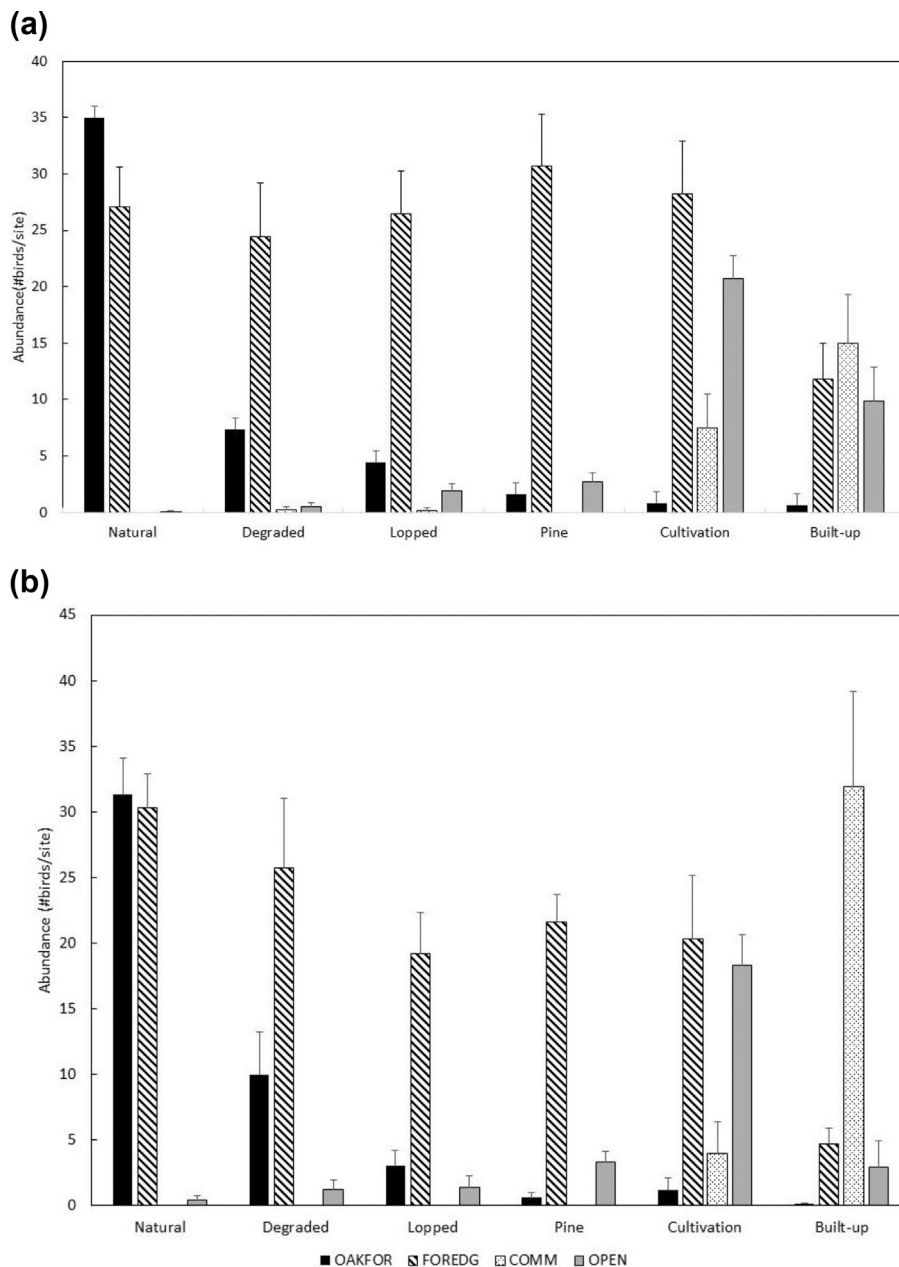 (a)
40
35
30
25
20
15
10
5
0
Abundance(#birds/site)
Natural Degraded Lopped Pine Cultivation Built-up
(b)
45
40
35
30
25
20
15
10
5
0
Abundance (#birds/site)
Natural Degraded Lopped Pine Cultivation Built-up
OAKFOR FOREDG COMM OPEN